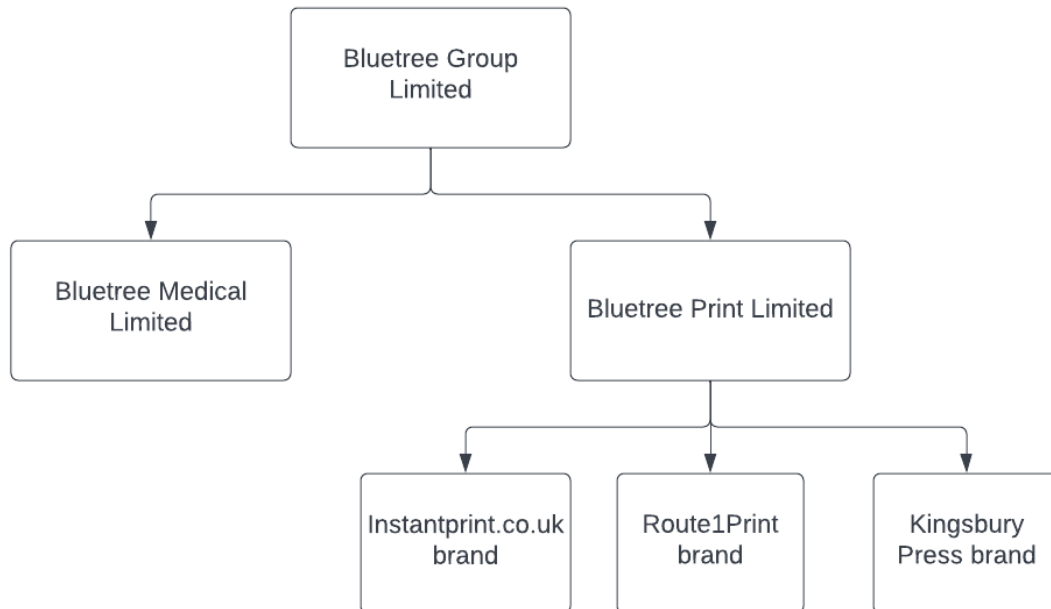 Bluetree Group
Limited
Bluetree Medical
Limited
Bluetree Print Limited
Instantprint.co.uk
brand
Route1Print
brand
Kingsbury
Press brand